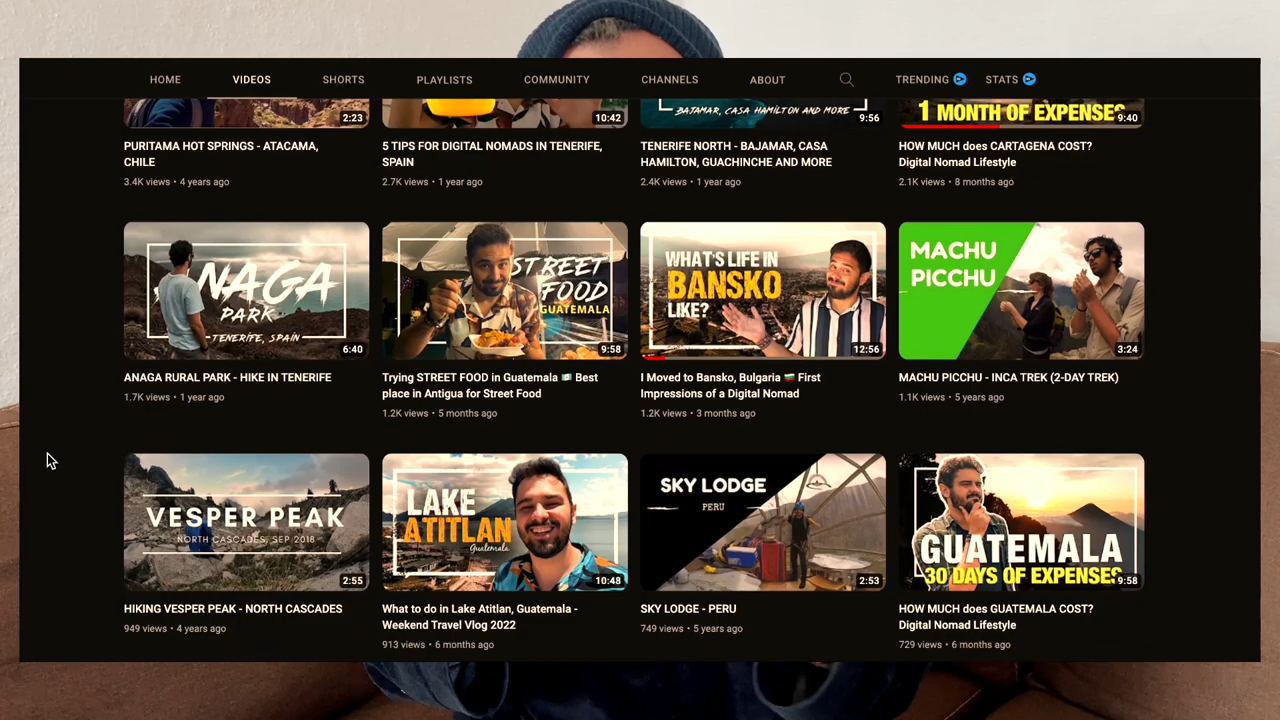 HOME VIDEOS SHORTS PLAYLISTS COMMUNITY CHANNELS ABOUT TRENDING STATS
2:23
10:42
BAJAMAR, CASA HAMILTON AND MORE
9:56
1 MONTH OF EXPENSES
9:40
PURITAMA HOT SPRINGS - ATACAMA,
CHILE
3.4K views • 4 years ago
5 TIPS FOR DIGITAL NOMADS IN TENERIFE,
SPAIN
2.7K views • 1 year ago
TENERIFE NORTH - BAJAMAR, CASA
HAMILTON, GUACHINCHE AND MORE
2.4K views • 1 year ago
HOW MUCH does CARTAGENA COST?
Digital Nomad Lifestyle
2.1K views • 8 months ago
ANAGA
PARK
TENERIFE, SPAIN
6:40
STREET
FOOD
GUATEMALA
9:58
WHAT'S LIFE IN
BANSKO
LIKE?
12:56
MACHU
PICCHU
3:24
ANAGA RURAL PARK - HIKE IN TENERIFE
1.7K views • 1 year ago
Trying STREET FOOD in Guatemala 🇬🇹 Best
place in Antigua for Street Food
1.2K views • 5 months ago
I Moved to Bansko, Bulgaria 🇧🇬 First
Impressions of a Digital Nomad
1.2K views • 3 months ago
MACHU PICCHU - INCA TREK (2-DAY TREK)
1.1K views • 5 years ago
VESPER PEAK
NORTH CASCADES, SEP 2018
2:55
LAKE
ATITLAN
Guatemala
10:48
SKY LODGE
PERU
2:53
GUATEMALA
30 DAYS OF EXPENSES
9:58
HIKING VESPER PEAK - NORTH CASCADES
949 views • 4 years ago
What to do in Lake Atitlan, Guatemala -
Weekend Travel Vlog 2022
913 views • 6 months ago
SKY LODGE - PERU
749 views • 5 years ago
HOW MUCH does GUATEMALA COST?
Digital Nomad Lifestyle
729 views • 6 months ago